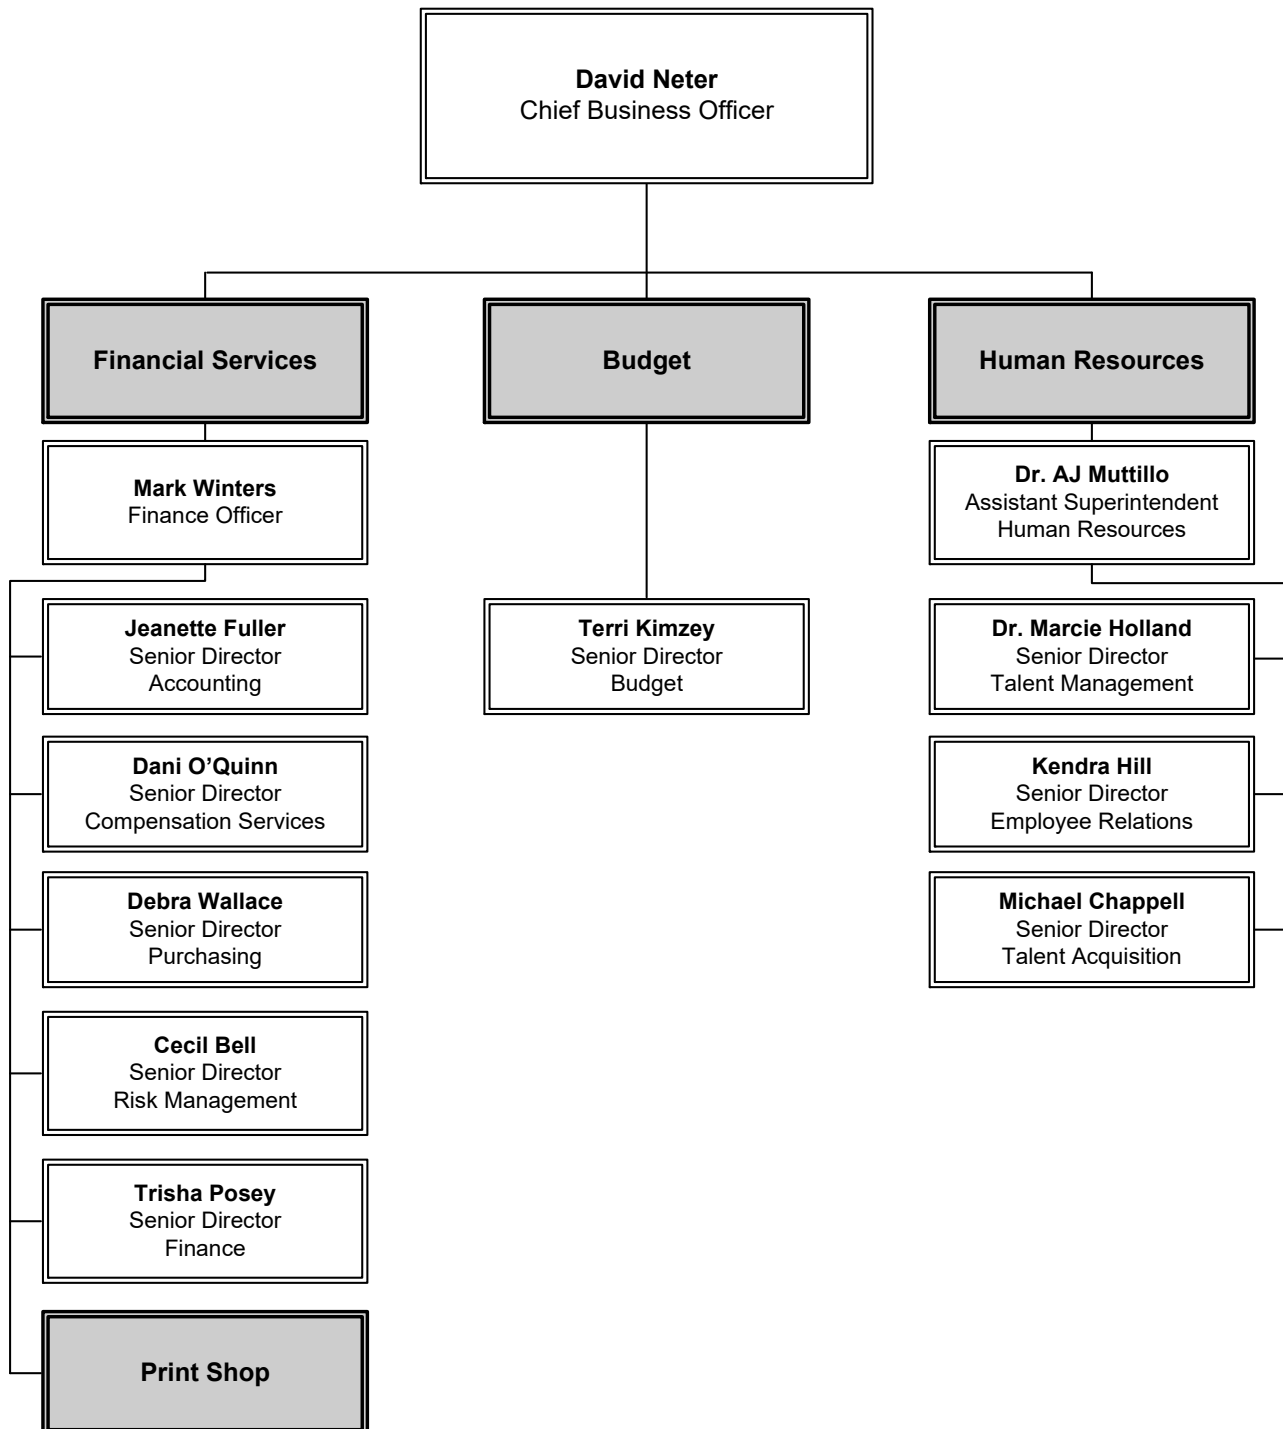 David Neter
Chief Business Officer
Financial Services
Budget
Human Resources
Mark Winters
Finance Officer
Dr. AJ Muttillo
Assistant Superintendent
Human Resources
Jeanette Fuller
Senior Director
Accounting
Terri Kimzey
Senior Director
Budget
Dr. Marcie Holland
Senior Director
Talent Management
Dani O’Quinn
Senior Director
Compensation Services
Kendra Hill
Senior Director
Employee Relations
Debra Wallace
Senior Director
Purchasing
Michael Chappell
Senior Director
Talent Acquisition
Cecil Bell
Senior Director
Risk Management
Trisha Posey
Senior Director
Finance
Print Shop